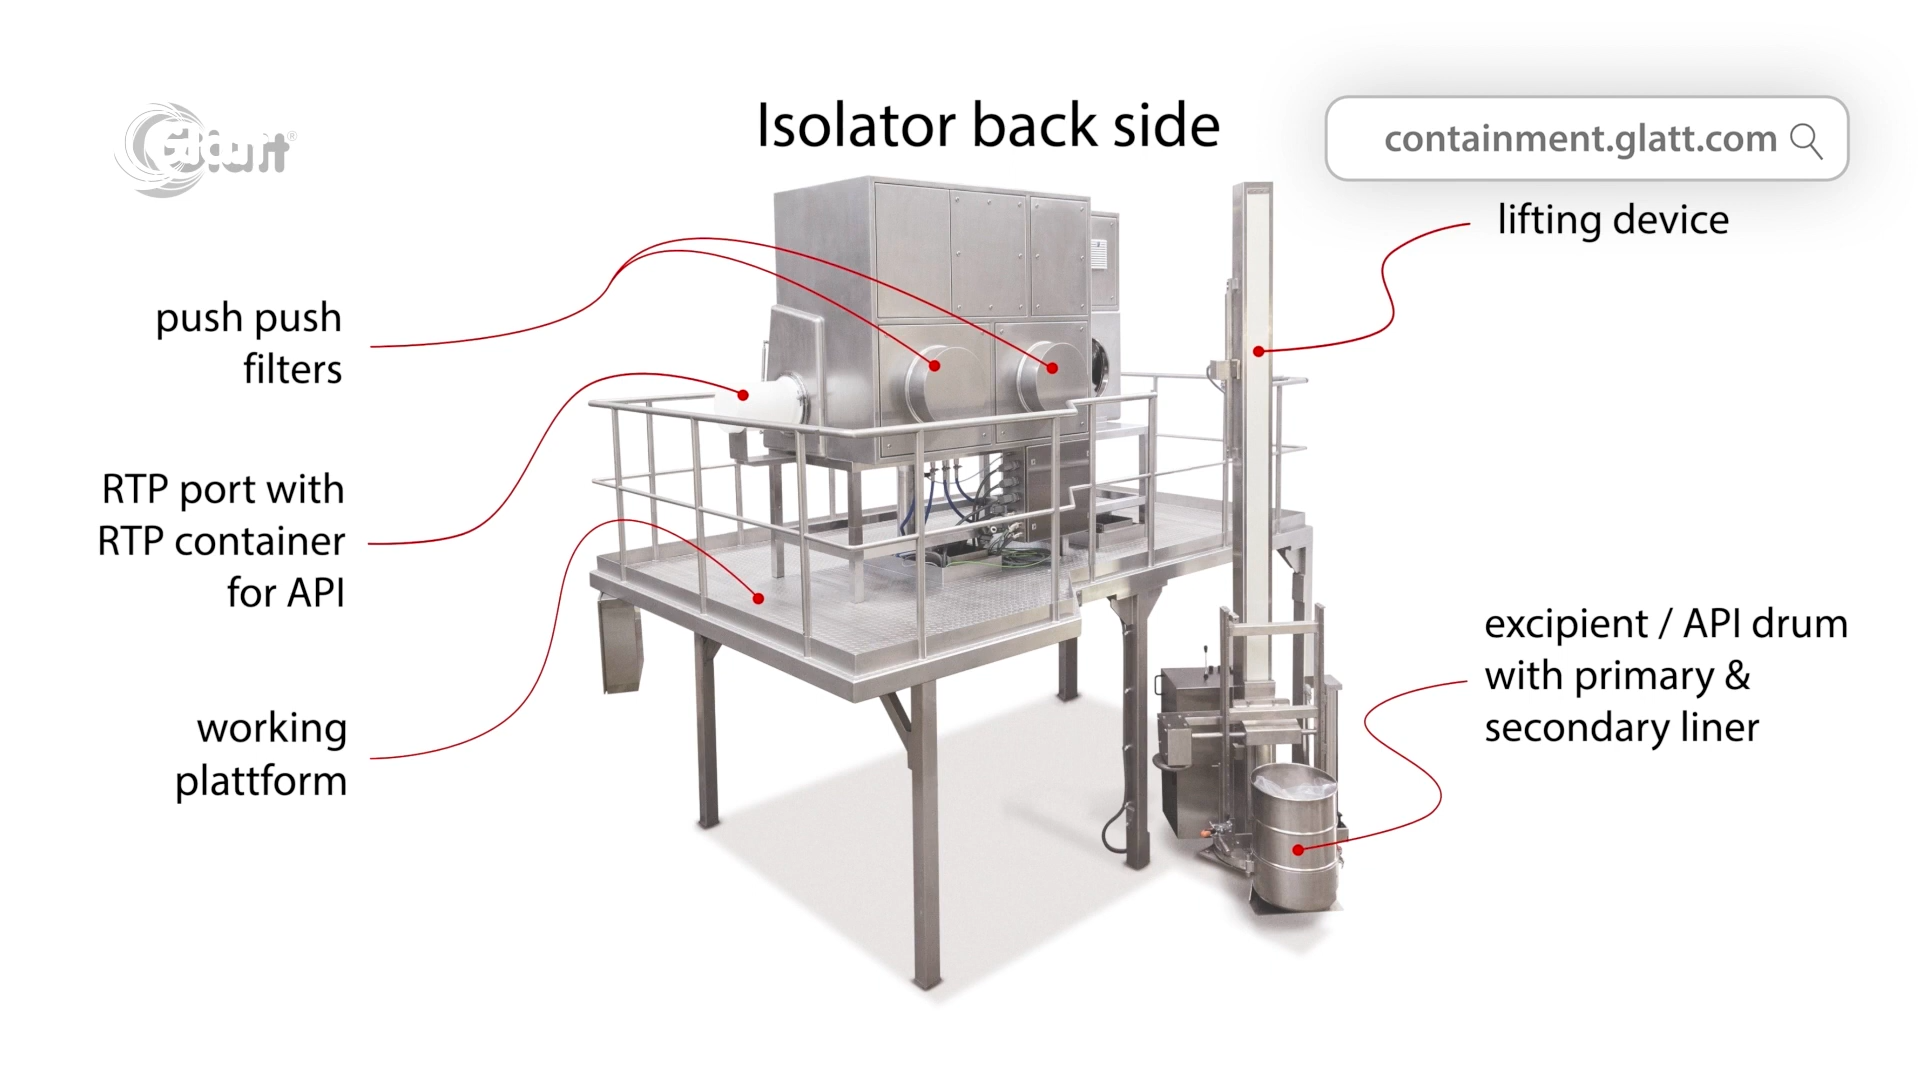 Glatt®
Isolator back side
containment.glatt.com
lifting device
push push
filters
RTP port with
RTP container
for API
working
plattform
excipient / API drum
with primary &
secondary liner